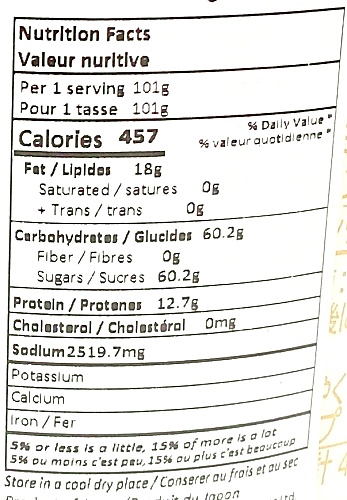 Nutrition Facts
Valeur nuritive
Per 1 serving 101g
Pour 1 tasse 101g
% Daily Value *
Calories 457 % valeur quotidienne *
Fat / Lipides 18g
Saturated / satures 0g
+ Trans / trans 0g
Carbohydrates / Glucides 60.2g
Fiber / Fibres 0g
Sugars / Sucres 60.2g
Protein / Protenes 12.7g
Cholesterol / Cholestérol 0mg
Sodium 2519.7mg
Potassium
Calcium
Iron / Fer
5% or less is a little, 15% of more is a lot
5% ou moins c'est peu, 15% ou plus c'est beaucoup
Store in a cool dry place / Conserer au frais et au sec